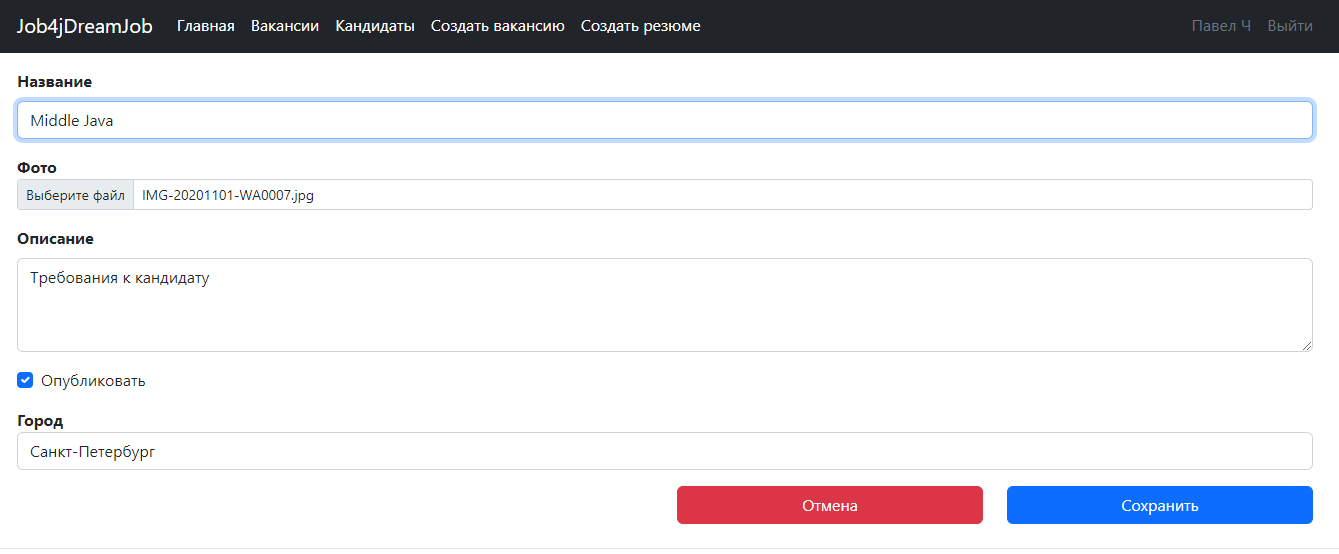 Job4jDreamJob Главная Вакансии Кандидаты Создать вакансию Создать резюме Павел Ч Выйти
Название
Middle Java
Фото
Выберите файл IMG-20201101-WA0007.jpg
Описание
Требования к кандидату
Опубликовать
Город
Санкт-Петербург
Отмена Сохранить